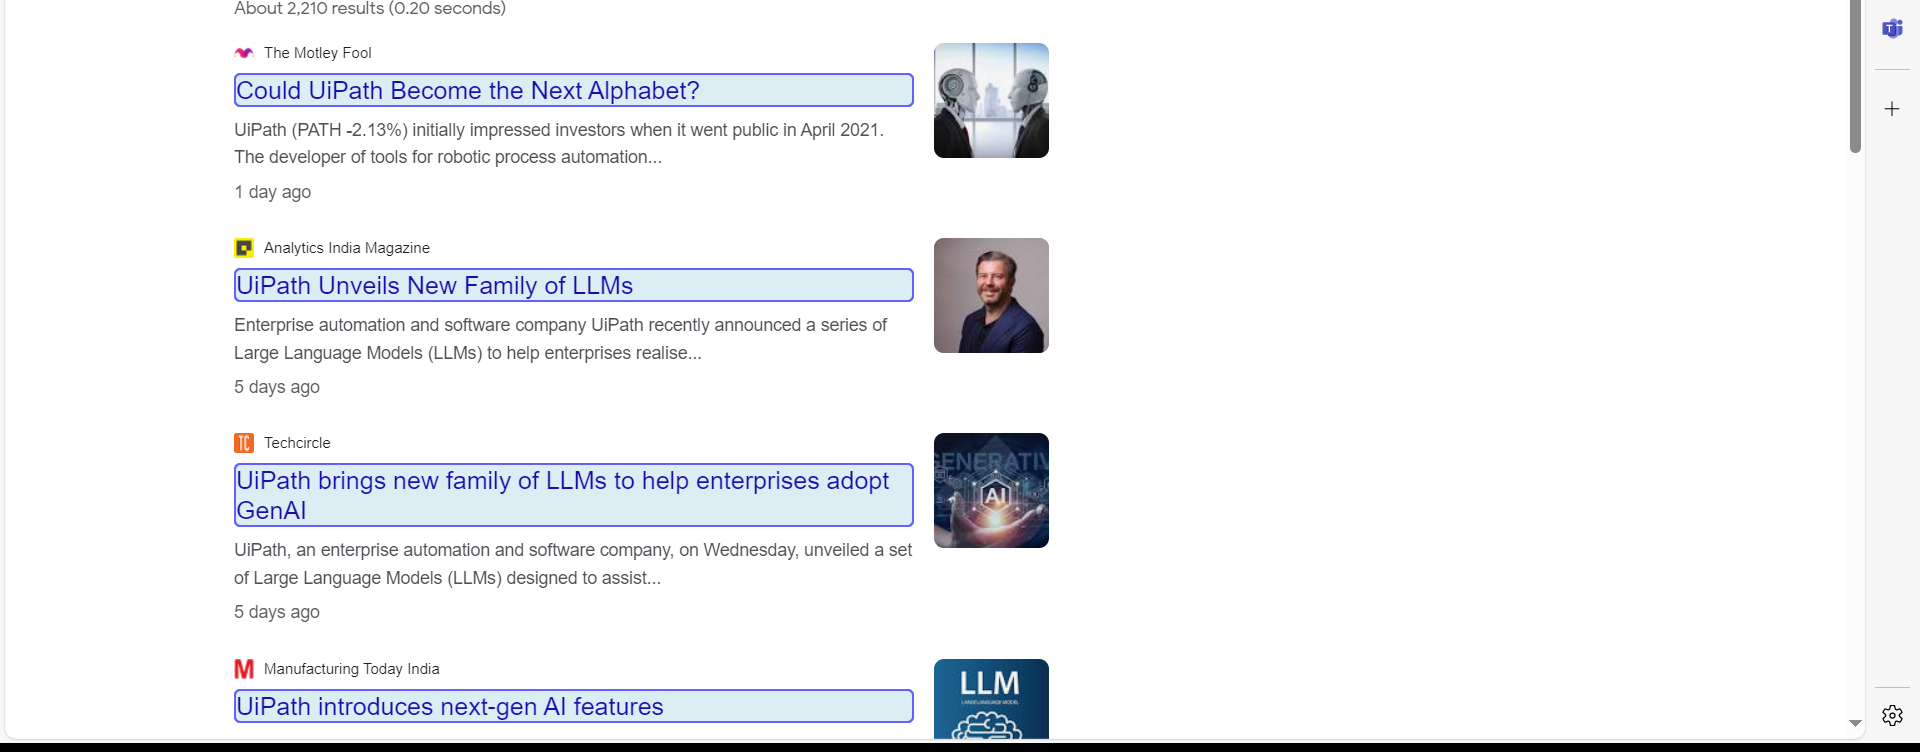 About 2,210 results (0.20 seconds)
The Motley Fool
Could UiPath Become the Next Alphabet?
UiPath (PATH -2.13%) initially impressed investors when it went public in April 2021.
The developer of tools for robotic process automation...
1 day ago
Analytics India Magazine
UiPath Unveils New Family of LLMs
Enterprise automation and software company UiPath recently announced a series of
Large Language Models (LLMs) to help enterprises realise...
5 days ago
TC
Techcircle
UiPath brings new family of LLMs to help enterprises adopt
GenAI
GENERATIV
AI
UiPath, an enterprise automation and software company, on Wednesday, unveiled a set
of Large Language Models (LLMs) designed to assist...
5 days ago
M
Manufacturing Today India
UiPath introduces next-gen AI features
LLM
LARGE LANGUAGE MODEL